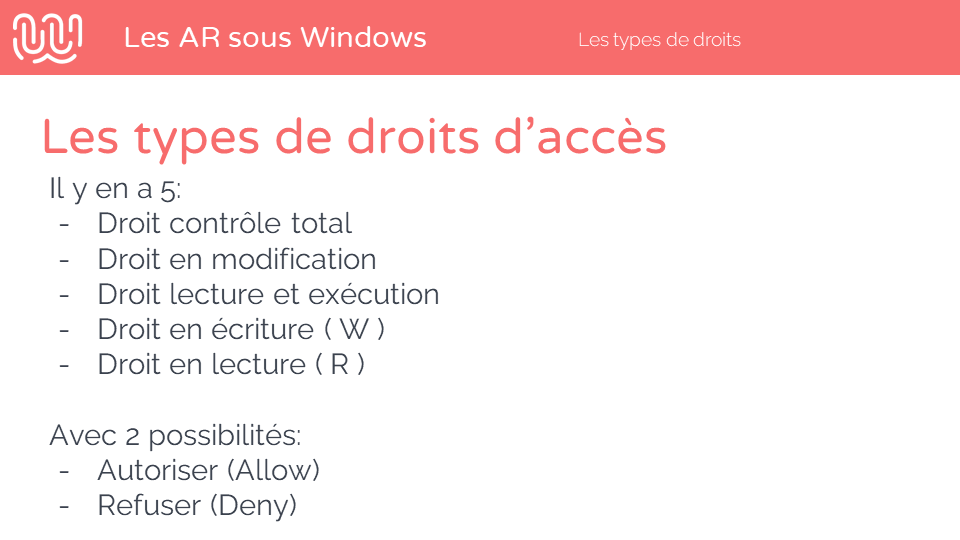 Les AR sous Windows
Les types de droits
Les types de droits d'accès
Il y en a 5:
- Droit contrôle total
- Droit en modification
- Droit lecture et exécution
- Droit en écriture ( W )
- Droit en lecture ( R )
Avec 2 possibilités:
- Autoriser (Allow)
- Refuser (Deny)